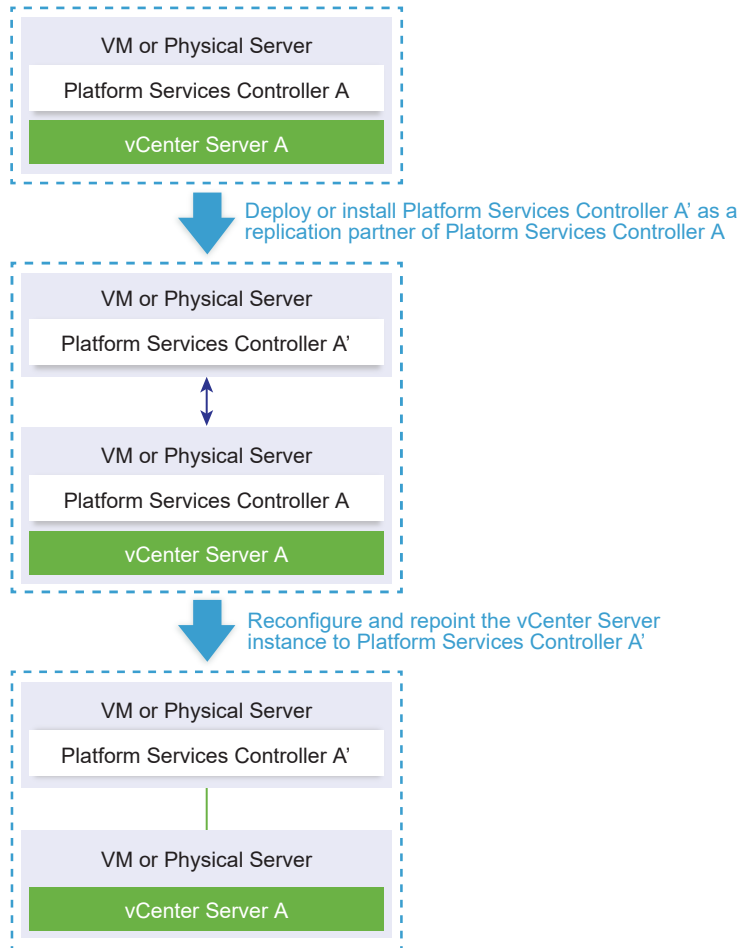 VM or Physical Server
Platform Services Controller A
vCenter Server A
Deploy or install Platform Services Controller A’ as a
replication partner of Platorm Services Controller A
VM or Physical Server
Platform Services Controller A’
VM or Physical Server
Platform Services Controller A
vCenter Server A
Reconfigure and repoint the vCenter Server
instance to Platform Services Controller A’
VM or Physical Server
Platform Services Controller A’
VM or Physical Server
vCenter Server A